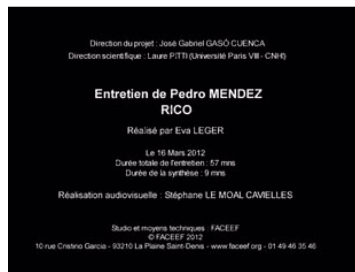 Direction du projet : José Gabriel GASÓ CUENCA
Direction scientifique : Laure PITTI (Université Paris VIII - CNH)
Entretien de Pedro MENDEZ
RICO
Réalisé par Eva LEGER
Le 16 Mars 2012
Durée totale de l'entretien : 57 mns
Durée de la synthèse : 9 mns
Réalisation audiovisuelle : Stéphane LE MOAL CAVIELLES
Studio et moyens techniques : FACEEF
© FACEEF 2012
10 rue Cristino Garcia - 93210 La Plaine Saint-Denis - www.faceef.org - 01 49 46 35 46